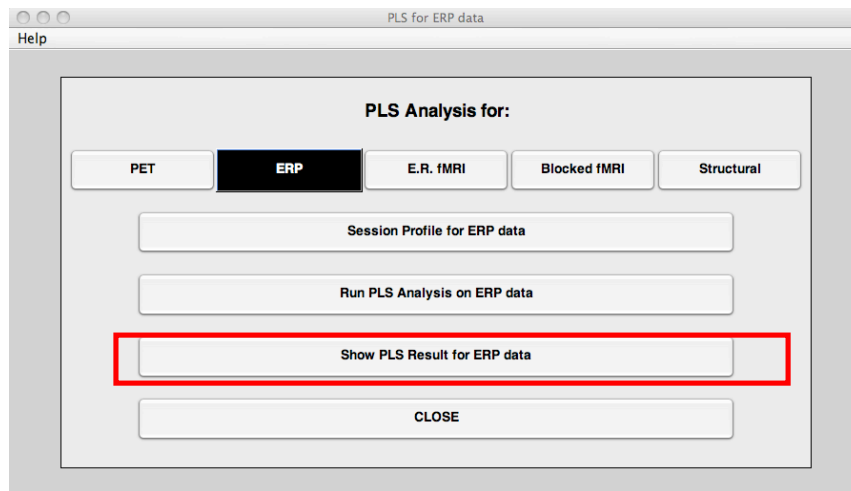 PLS for ERP data
Help
PLS Analysis for:
PET ERP E.R. fMRI Blocked fMRI Structural
Session Profile for ERP data
Run PLS Analysis on ERP data
Show PLS Result for ERP data
CLOSE